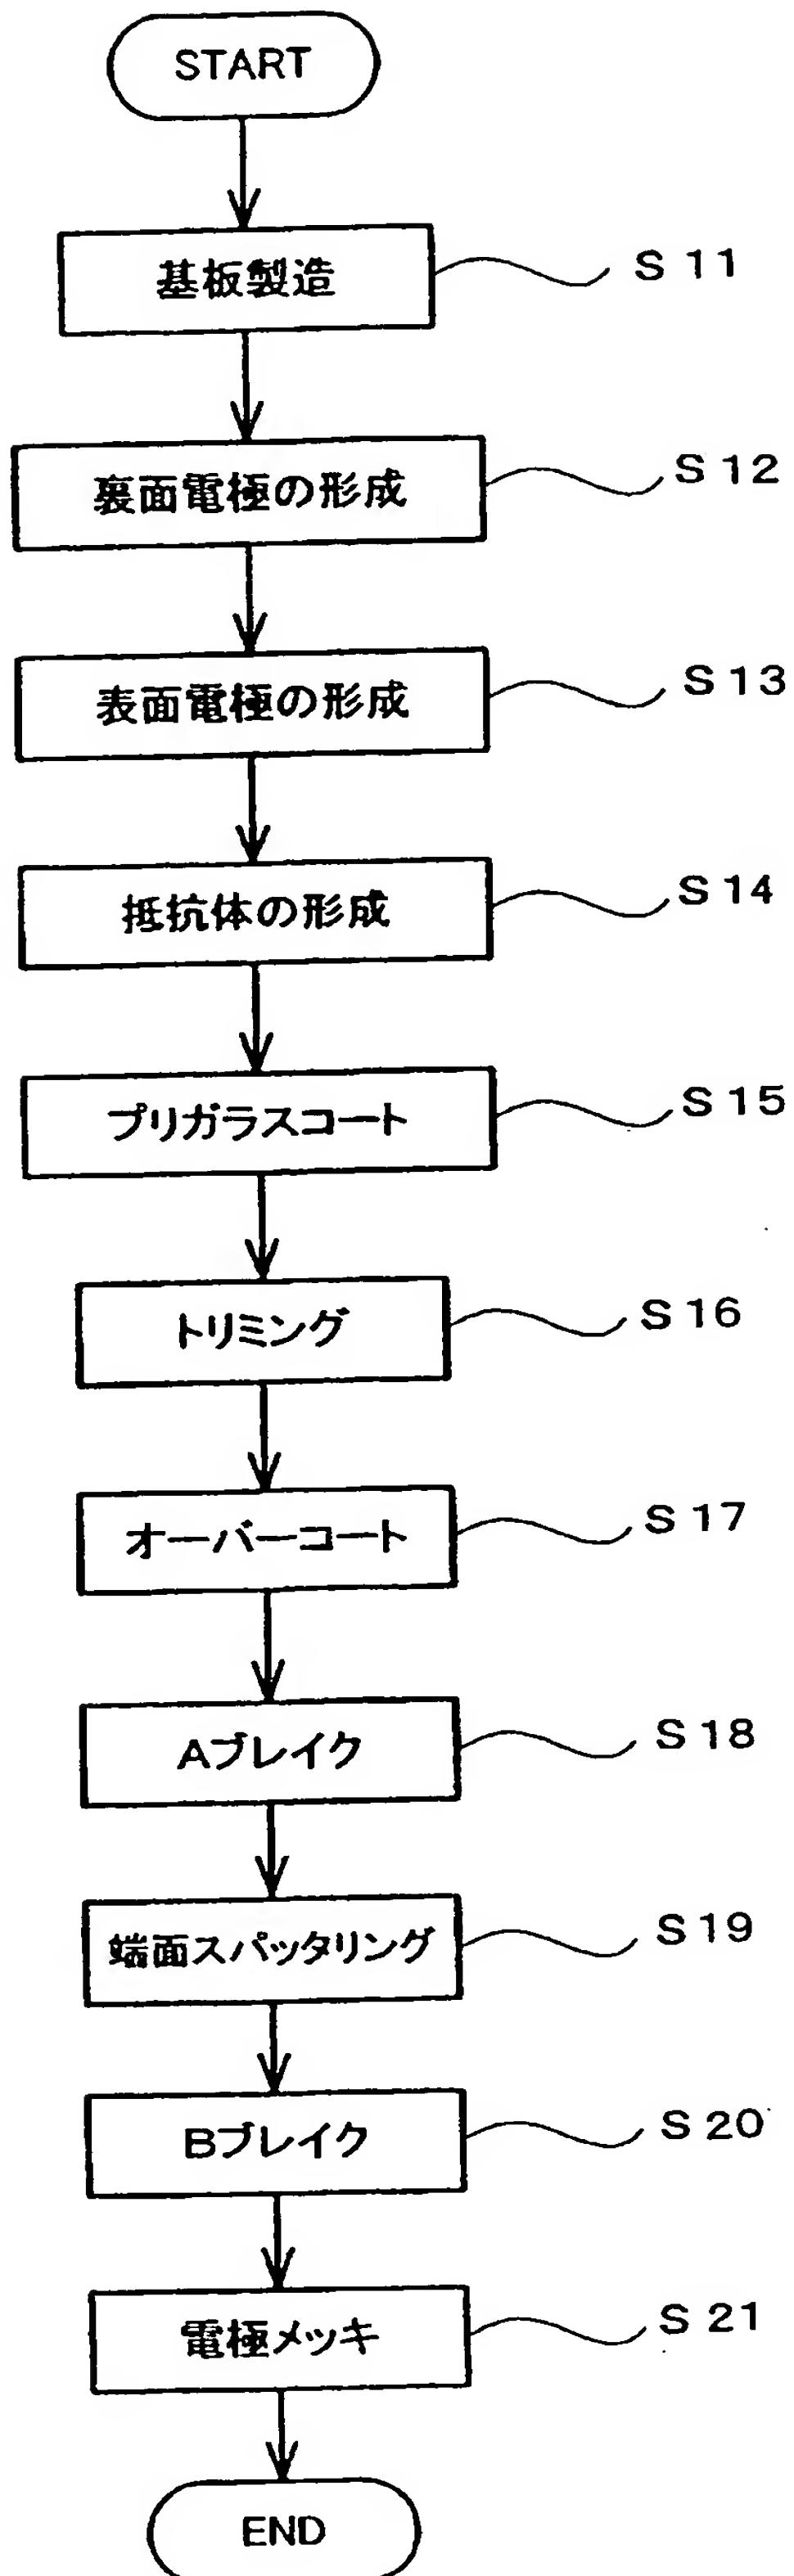 START
基板製造 S11
裏面電極の形成 S12
表面電極の形成 S13
抵抗体の形成 S14
プリガラスコート S15
トリミング S16
オーバーコート S17
Aブレイク S18
端面スパッタリング S19
Bブレイク S20
電極メッキ S21
END